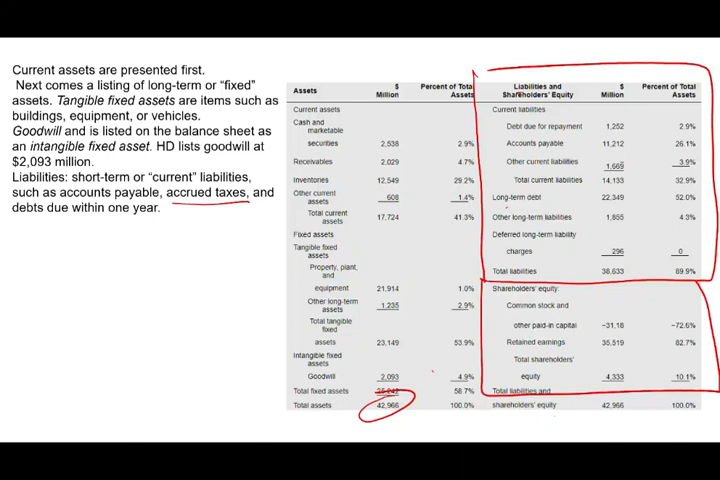 Current assets are presented first.
Next comes a listing of long-term or “fixed”
assets. Tangible fixed assets are items such as
buildings, equipment, or vehicles.
Goodwill and is listed on the balance sheet as
an intangible fixed asset. HD lists goodwill at
$2,093 million.
Liabilities: short-term or “current” liabilities,
such as accounts payable, accrued taxes, and
debts due within one year.
Assets $ Million Percent of Total Assets
Current assets
Cash and
marketable
securities 2,538 2.9%
Receivables 2,029 4.7%
Inventories 12,549 29.2%
Other current
assets 608 1.4%
Total current
assets 17,724 41.3%
Fixed assets
Tangible fixed
assets
Property, plant,
and
equipment 21,914 1.0%
Other long-term
assets 1,235 2.9%
Total tangible
fixed
assets 23,149 53.9%
Intangible fixed
assets
Goodwill 2,093 4.9%
Total fixed assets 58.7%
Total assets 42,966 100.0%
Liabilities and
Shareholders’ Equity $ Million Percent of Total Assets
Current liabilities
Debt due for repayment 1,252 2.9%
Accounts payable 11,212 26.1%
Other current liabilities 1,669 3.9%
Total current liabilities 14,133 32.9%
Long-term debt 22,349 52.0%
Other long-term liabilities 1,855 4.3%
Deferred long-term liability
charges 296 0
Total liabilities 38,633 89.9%
Shareholders’ equity:
Common stock and
other paid-in capital −31,18 −72.6%
Retained earnings 35,519 82.7%
Total shareholders’
equity 4,333 10.1%
Total liabilities and
shareholders’ equity 42,966 100.0%